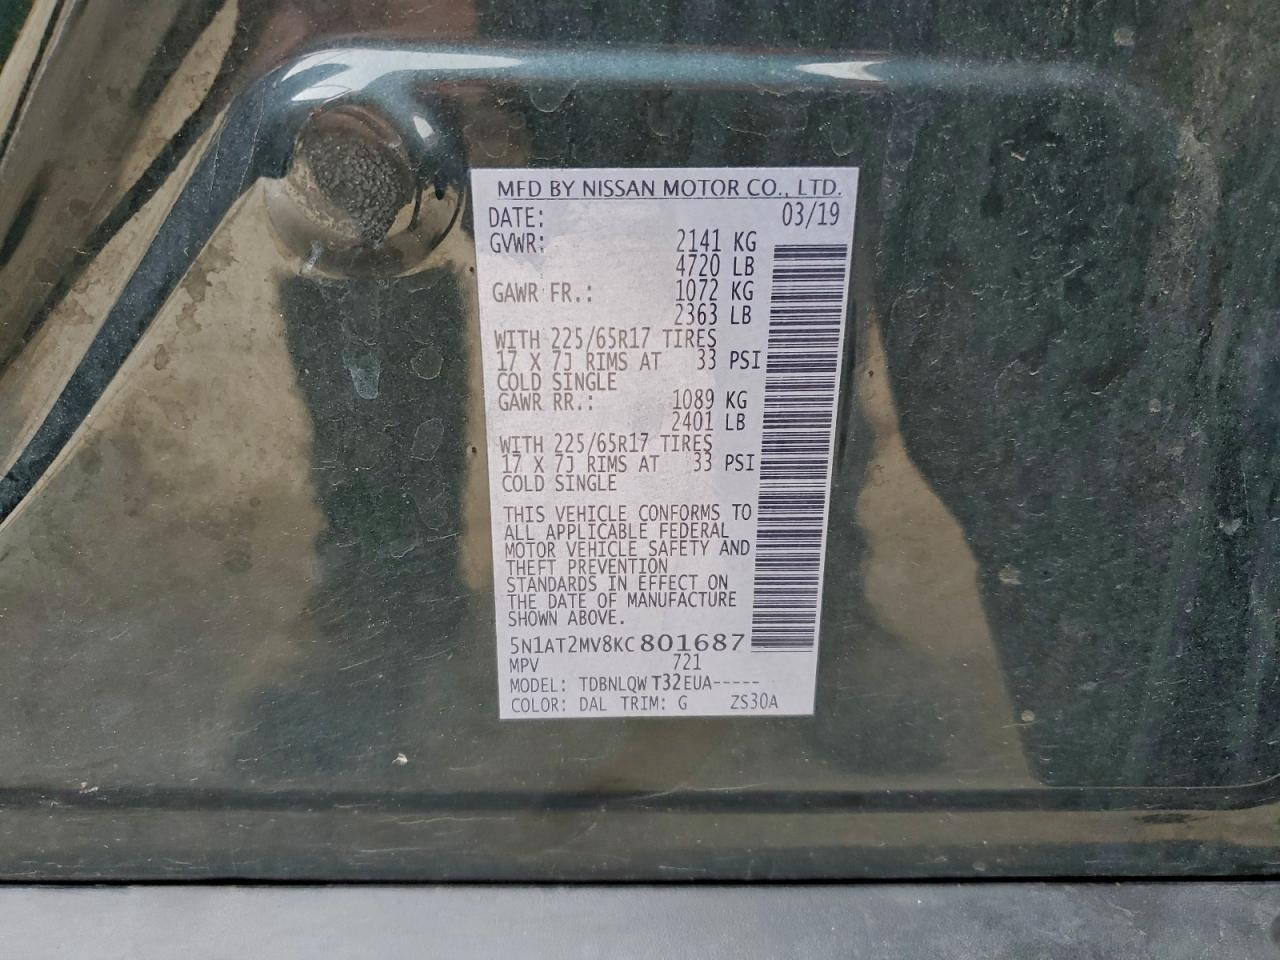 MFD BY NISSAN MOTOR CO., LTD.
DATE: 03/19
GVWR: 2141 KG
4720 LB
GAWR FR.: 1072 KG
2363 LB
WITH 225/65R17 TIRES
17 X 7J RIMS AT 33 PSI
COLD SINGLE
GAWR RR.: 1089 KG
2401 LB
WITH 225/65R17 TIRES
17 X 7J RIMS AT 33 PSI
COLD SINGLE
THIS VEHICLE CONFORMS TO
ALL APPLICABLE FEDERAL
MOTOR VEHICLE SAFETY AND
THEFT PREVENTION
STANDARDS IN EFFECT ON
THE DATE OF MANUFACTURE
SHOWN ABOVE.
5N1AT2MV8KC801687
MPV 721
MODEL: TDBNLQW T32EUA-----
COLOR: DAL TRIM: G ZS30A